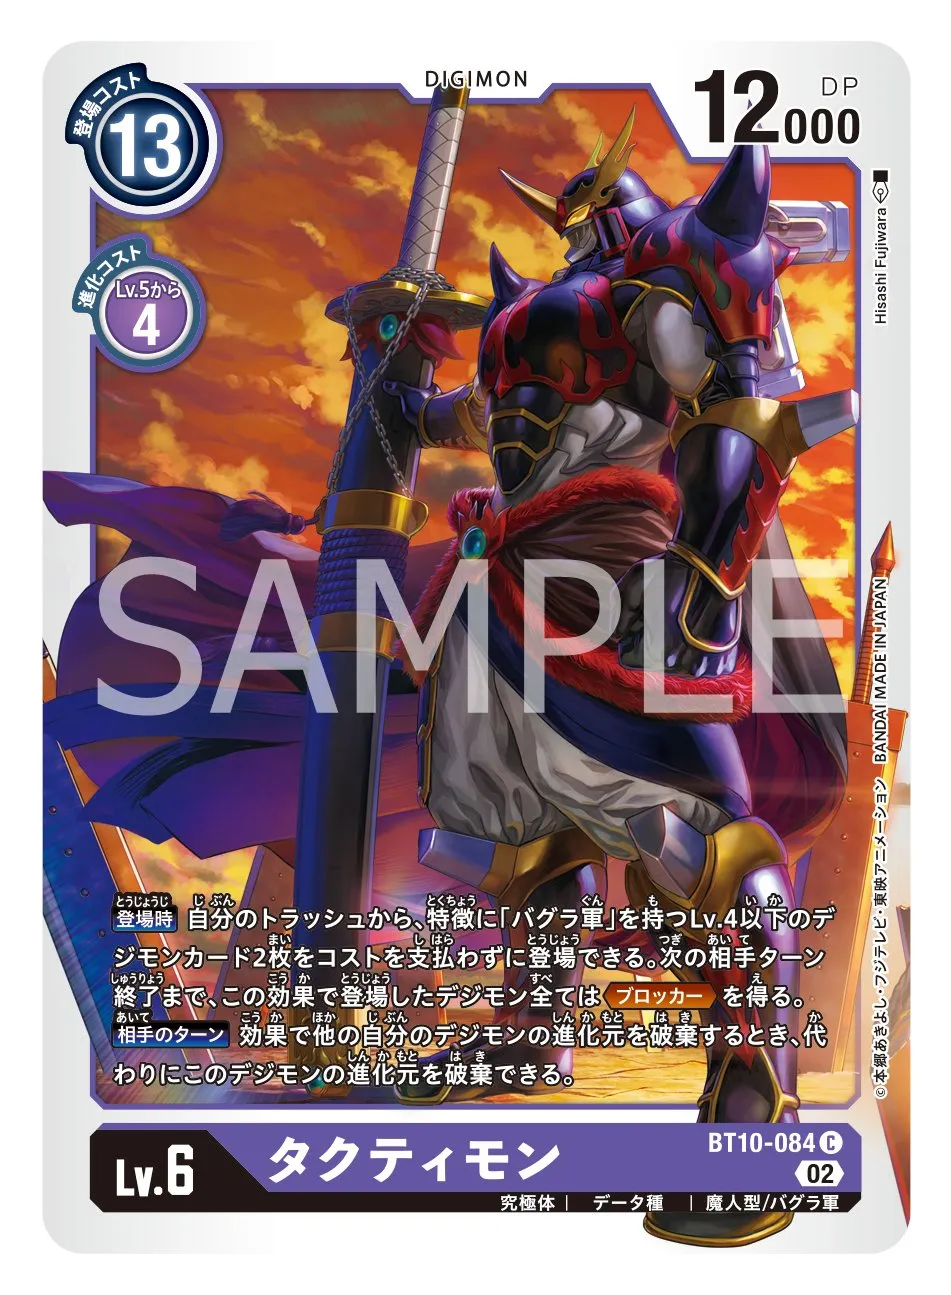 DIGIMON
登場コスト
13
12000
DP
進化コスト
Lv.5から
4
Hisashi Fujiwara
SAMPLE
©本郷あきよし・フジテレビ・東映アニメーション BANDAI MADE IN JAPAN
登場時 自分のトラッシュから、特徴に「バグラ軍」を持つLv.4以下のデ
ジモンカード2枚をコストを支払わずに登場できる。次の相手ターン
終了まで、この効果で登場したデジモン全ては ブロッカー を得る。
相手のターン 効果で他の自分のデジモンの進化元を破棄するとき、代
わりにこのデジモンの進化元を破棄できる。
Lv.6
タクティモン
BT10-084 C
02
究極体 | データ種 | 魔人型/バグラ軍